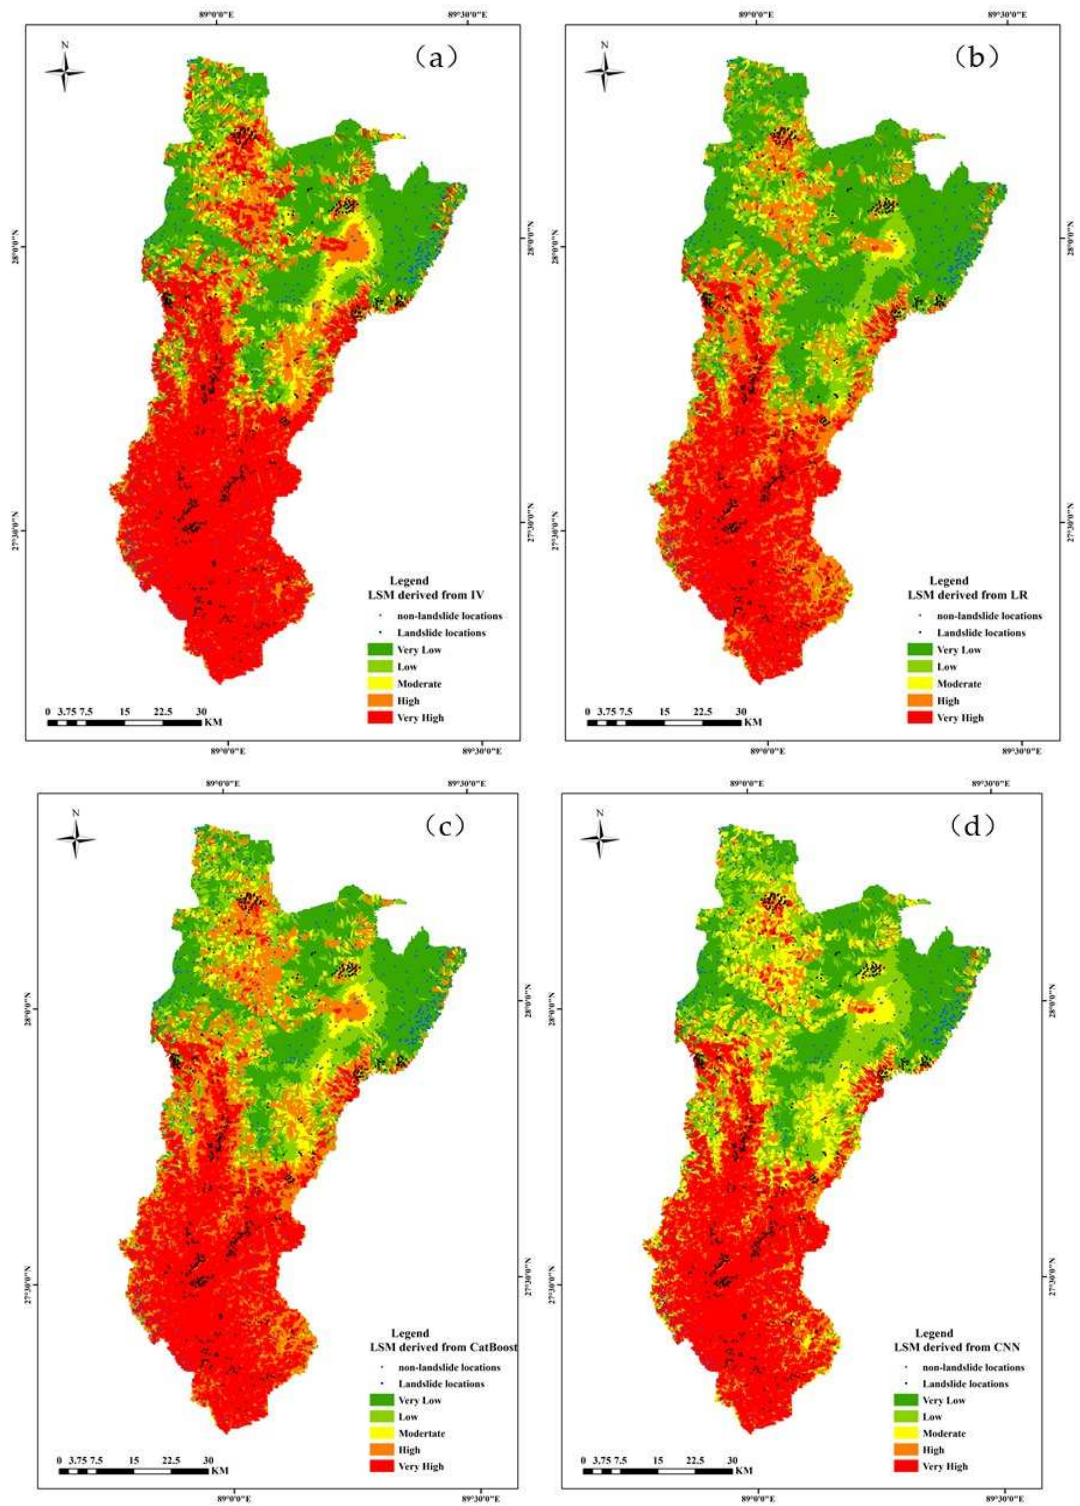 89°0'0"E 89°30'0"E
N
（a）
28°0'0"N
28°0'0"N
27°30'0"N
27°30'0"N
Legend
LSM derived from IV
non-landslide locations
Landslide locations
Very Low
Low
Moderate
High
Very High
0 3.75 7.5 15 22.5 30
KM
89°0'0"E 89°30'0"E
89°0'0"E 89°30'0"E
N
（b）
28°0'0"N
28°0'0"N
27°30'0"N
27°30'0"N
Legend
LSM derived from LR
non-landslide locations
Landslide locations
Very Low
Low
Moderate
High
Very High
0 3.75 7.5 15 22.5 30
KM
89°0'0"E 89°30'0"E
89°0'0"E 89°30'0"E
N
（c）
28°0'0"N
28°0'0"N
27°30'0"N
27°30'0"N
Legend
LSM derived from CatBoost
non-landslide locations
Landslide locations
Very Low
Low
Modertate
High
Very High
0 3.75 7.5 15 22.5 30
KM
89°0'0"E 89°30'0"E
89°0'0"E 89°30'0"E
N
（d）
28°0'0"N
28°0'0"N
27°30'0"N
27°30'0"N
Legend
LSM derived from CNN
non-landslide locations
Landslide locations
Very Low
Low
Moderate
High
Very High
0 3.75 7.5 15 22.5 30
KM
89°0'0"E 89°30'0"E